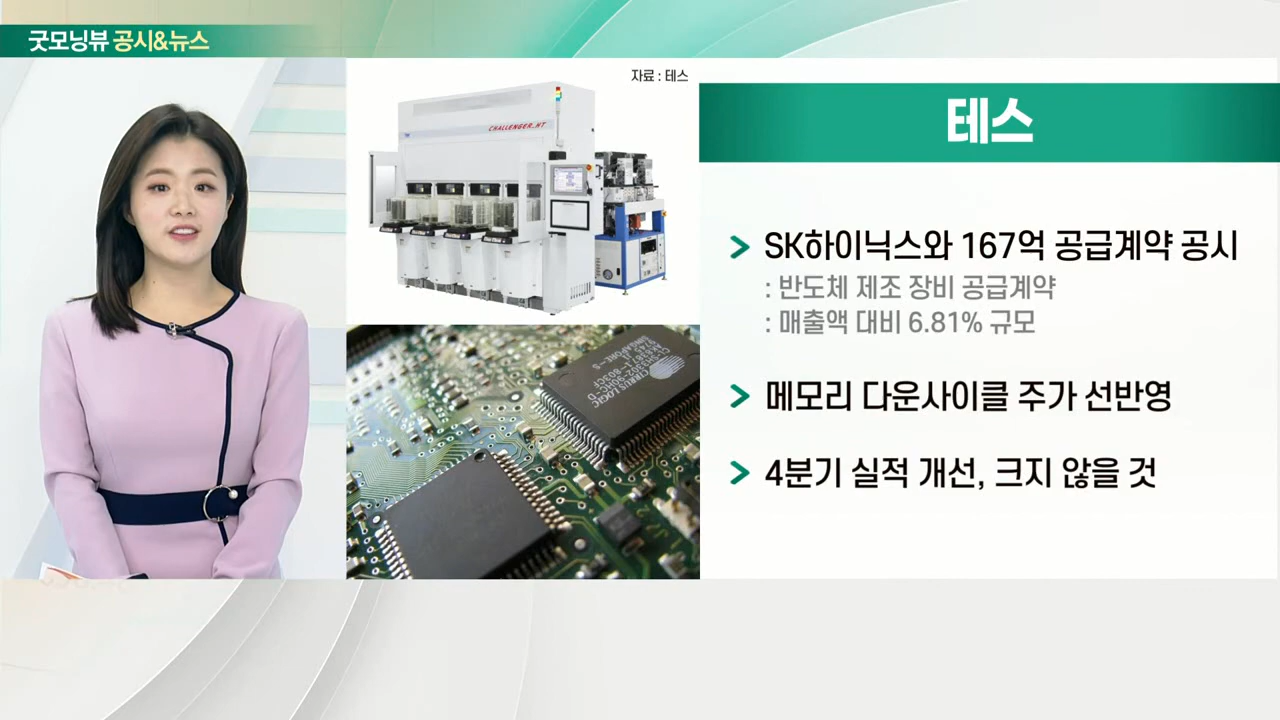 굿모닝뷰 공시&뉴스
자료 : 테스
CHALLENGER_HT
테스
SK하이닉스와 167억 공급계약 공시
: 반도체 제조 장비 공급계약
: 매출액 대비 6.81% 규모
메모리 다운사이클 주가 선반영
4분기 실적 개선, 크지 않을 것
CIRRUS LOGIC